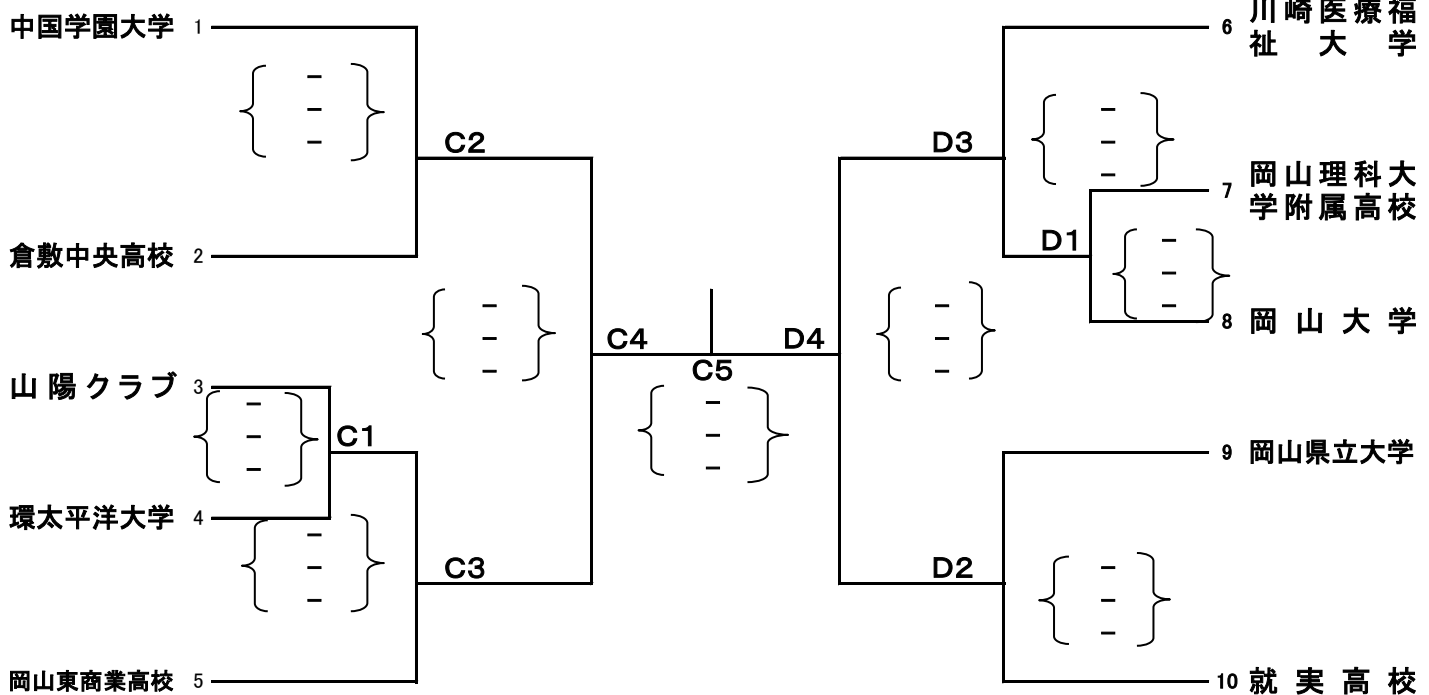 中国学園大学 1
C2
倉敷中央高校 2
山陽クラブ 3
C1
環太平洋大学 4
C3
岡山東商業高校 5
C4
C5
D4
6 川崎医療福
祉大学
D3
7 岡山理科大
学附属高校
D1
8 岡山大学
9 岡山県立大学
D2
10 就実高校